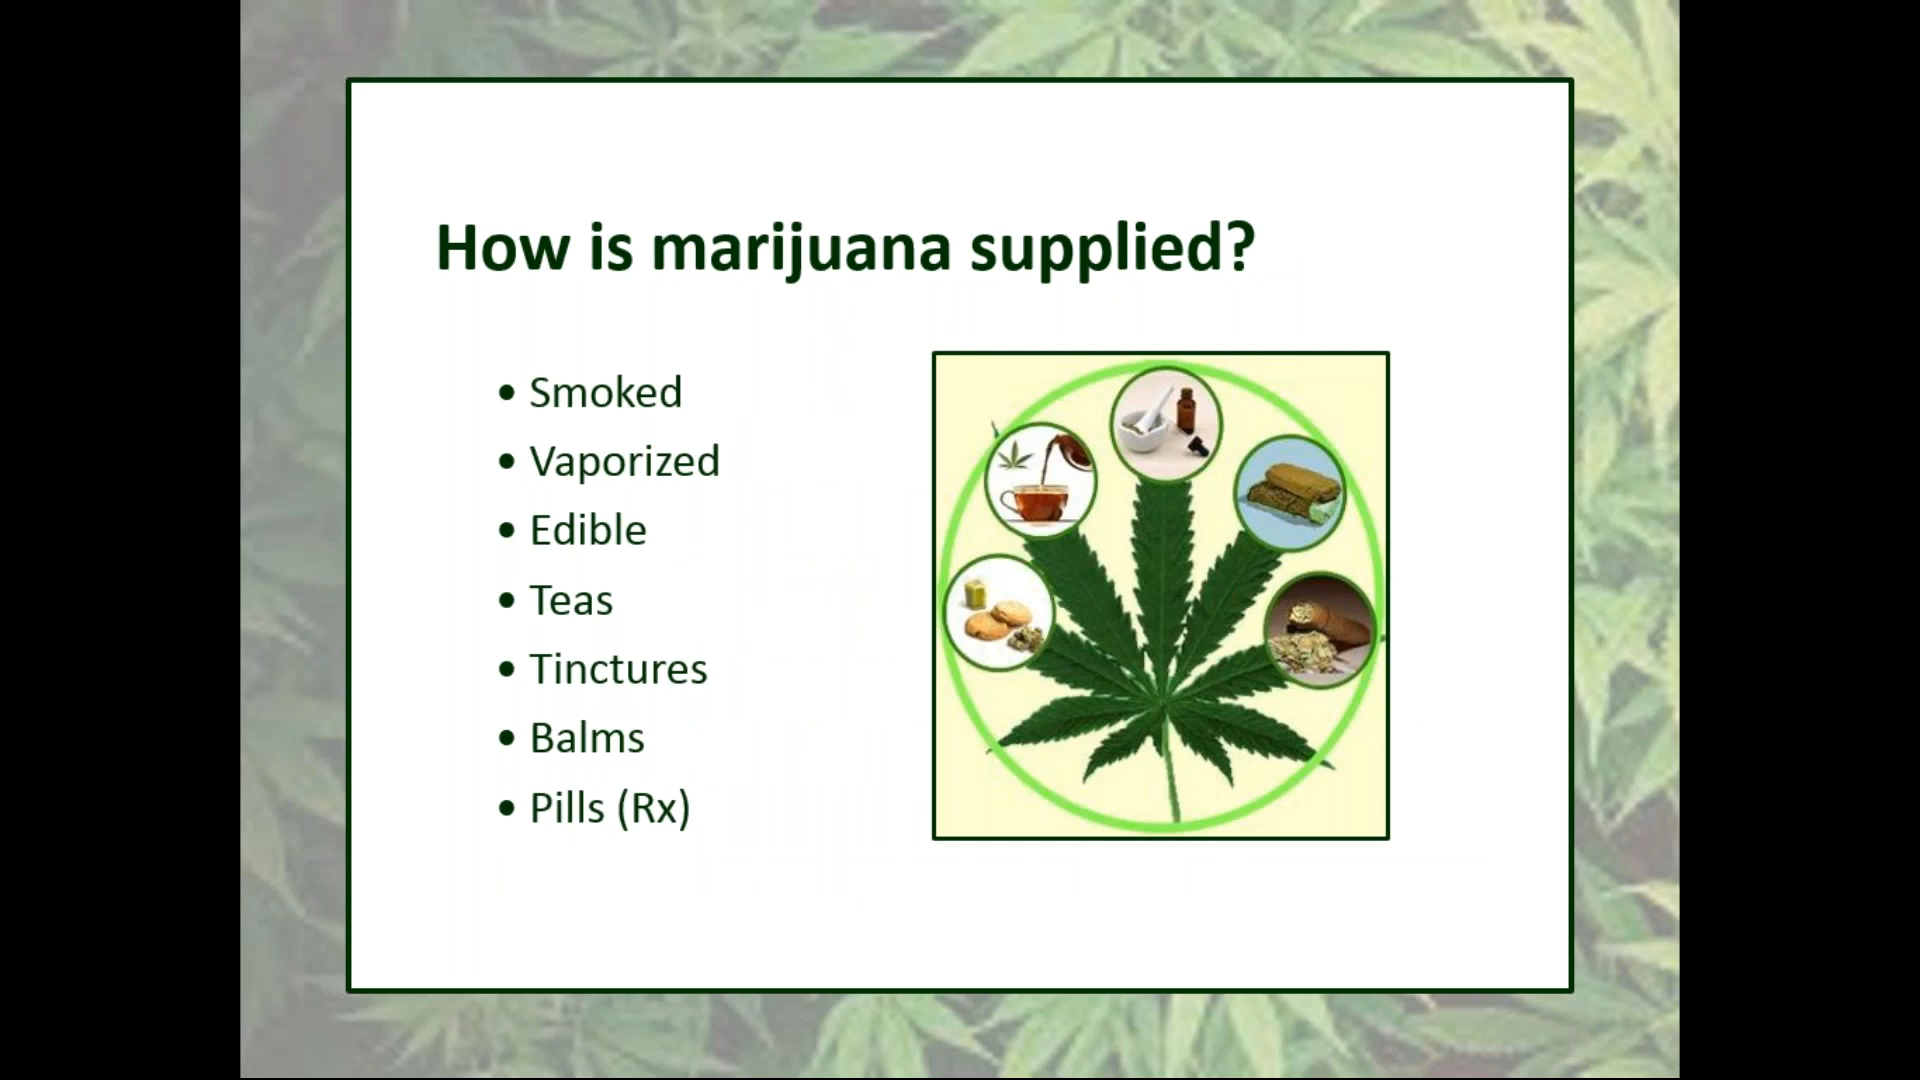 How is marijuana supplied?
• Smoked
• Vaporized
• Edible
• Teas
• Tinctures
• Balms
• Pills (Rx)